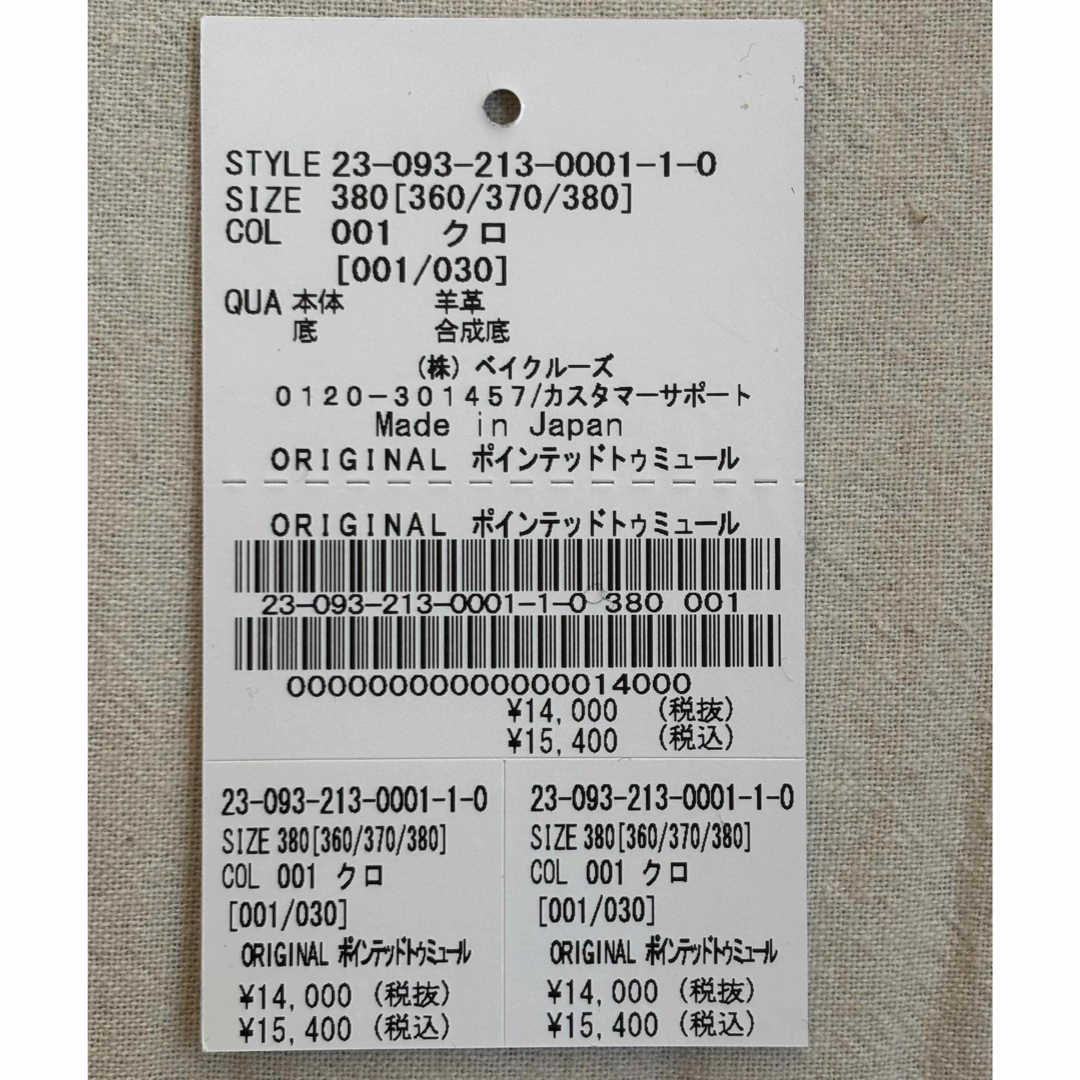 STYLE 23-093-213-0001-1-0
SIZE 380[360/370/380]
COL 001 クロ
[001/030]
QUA 本体 羊革
底 合成底
(株) ベイクルーズ
0120-301457/カスタマーサポート
Made in Japan
ORIGINAL ポインテッドトゥミュール
ORIGINAL ポインテッドトゥミュール
23-093-213-0001-1-0 380 001
00000000000000014000
¥14,000 (税抜)
¥15,400 (税込)
23-093-213-0001-1-0
SIZE 380[360/370/380]
COL 001 クロ
[001/030]
ORIGINAL ポインテッドトゥミュール
¥14,000 (税抜)
¥15,400 (税込)
23-093-213-0001-1-0
SIZE 380[360/370/380]
COL 001 クロ
[001/030]
ORIGINAL ポインテッドトゥミュール
¥14,000 (税抜)
¥15,400 (税込)